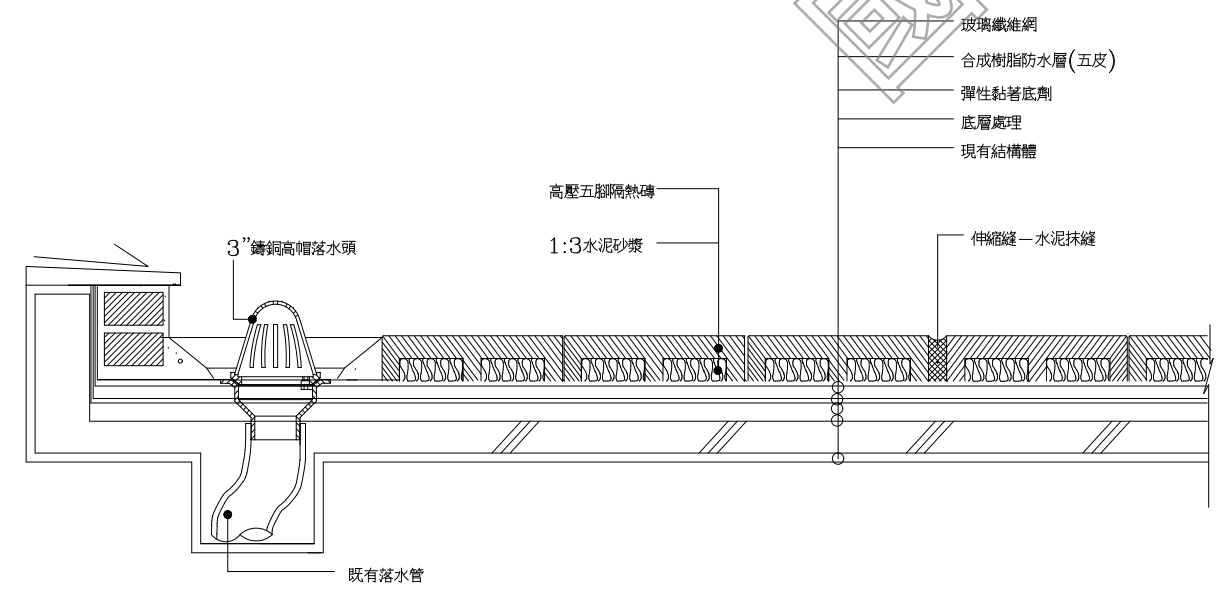 玻璃纖維網
合成樹脂防水層(五皮)
彈性黏著底劑
底層處理
現有結構體
高壓五腳隔熱磚
1:3水泥砂漿
伸縮縫—水泥抹縫
3”鑄銅高帽落水頭
既有落水管